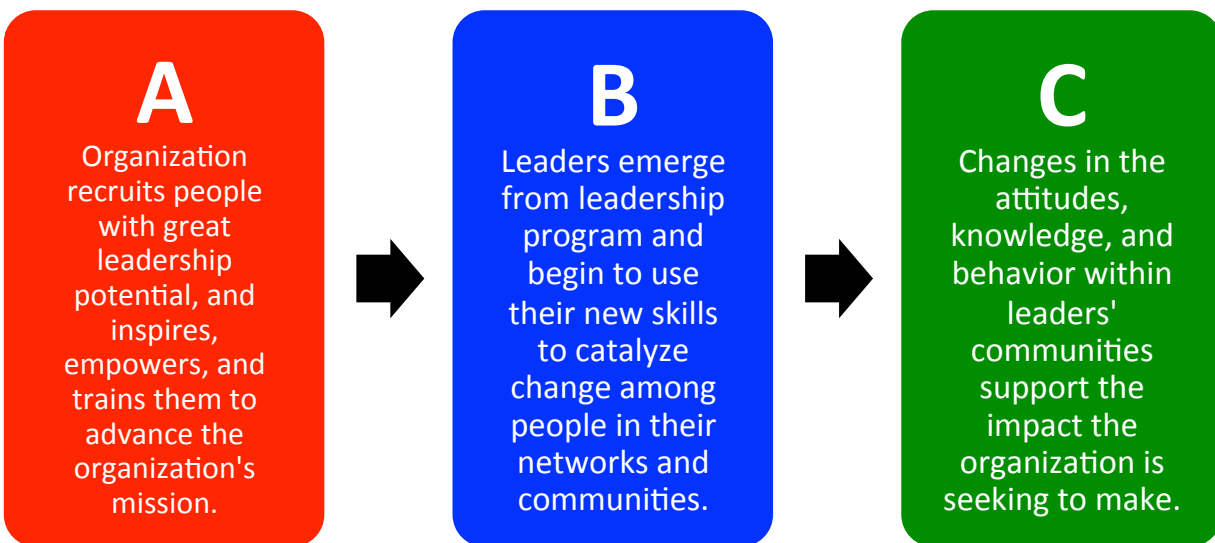 A
Organization
recruits people
with great
leadership
potential, and
inspires,
empowers, and
trains them to
advance the
organization's
mission.
B
Leaders emerge
from leadership
program and
begin to use
their new skills
to catalyze
change among
people in their
networks and
communities.
C
Changes in the
attitudes,
knowledge, and
behavior within
leaders'
communities
support the
impact the
organization is
seeking to make.